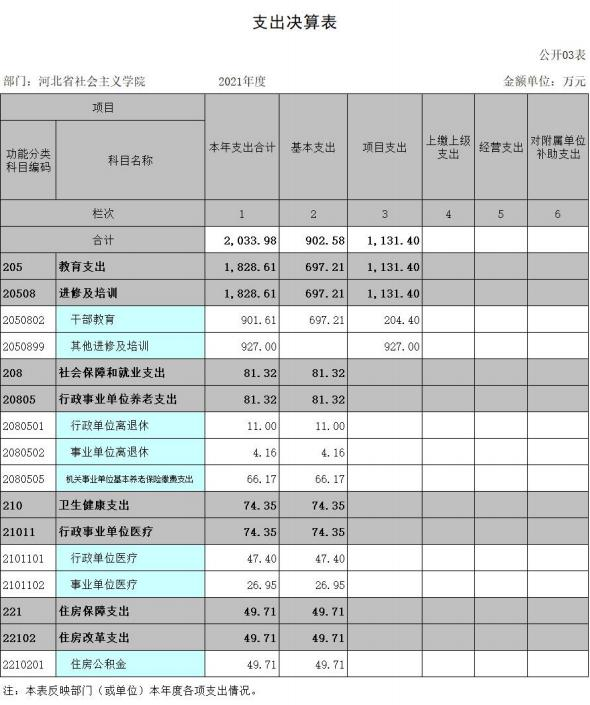 支出决算表
公开03表
部门：河北省社会主义学院 2021年度 金额单位：万元
项目 本年支出合计 基本支出 项目支出 上缴上级支出 经营支出 对附属单位补助支出
功能分类科目编码 科目名称
栏次 1 2 3 4 5 6
合计 2,033.98 902.58 1,131.40
205 教育支出 1,828.61 697.21 1,131.40
20508 进修及培训 1,828.61 697.21 1,131.40
2050802 干部教育 901.61 697.21 204.40
2050899 其他进修及培训 927.00 927.00
208 社会保障和就业支出 81.32 81.32
20805 行政事业单位养老支出 81.32 81.32
2080501 行政单位离退休 11.00 11.00
2080502 事业单位离退休 4.16 4.16
2080505 机关事业单位基本养老保险缴费支出 66.17 66.17
210 卫生健康支出 74.35 74.35
21011 行政事业单位医疗 74.35 74.35
2101101 行政单位医疗 47.40 47.40
2101102 事业单位医疗 26.95 26.95
221 住房保障支出 49.71 49.71
22102 住房改革支出 49.71 49.71
2210201 住房公积金 49.71 49.71
注：本表反映部门（或单位）本年度各项支出情况。